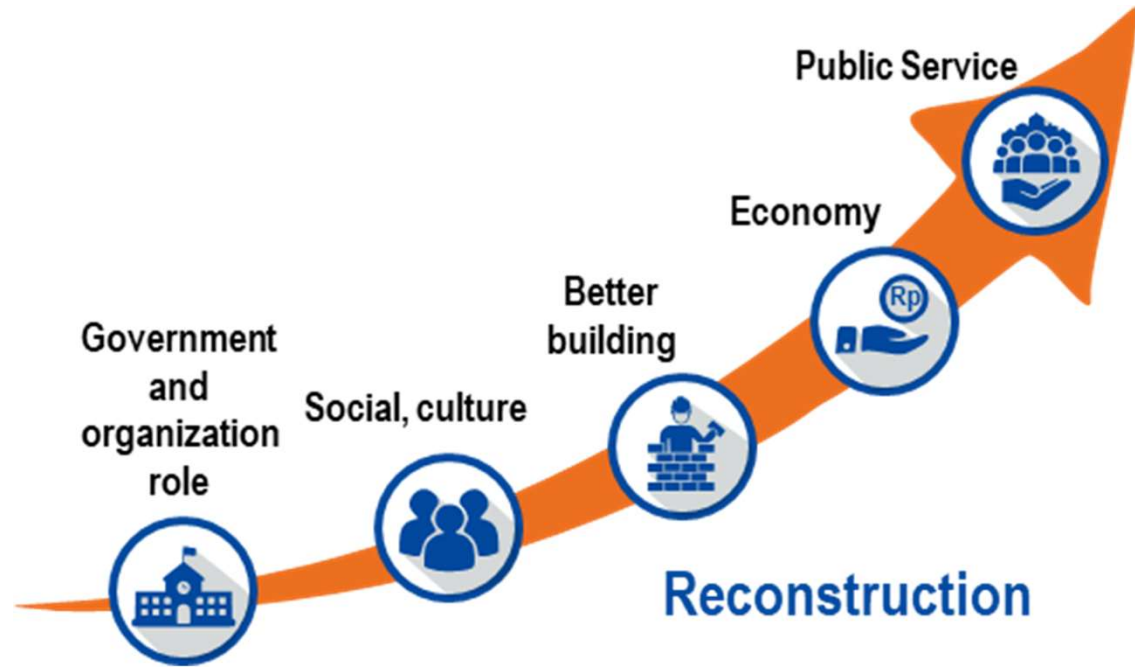 Government
and
organization
role
Social, culture
Better
building
Economy
Rp
Public Service
Reconstruction